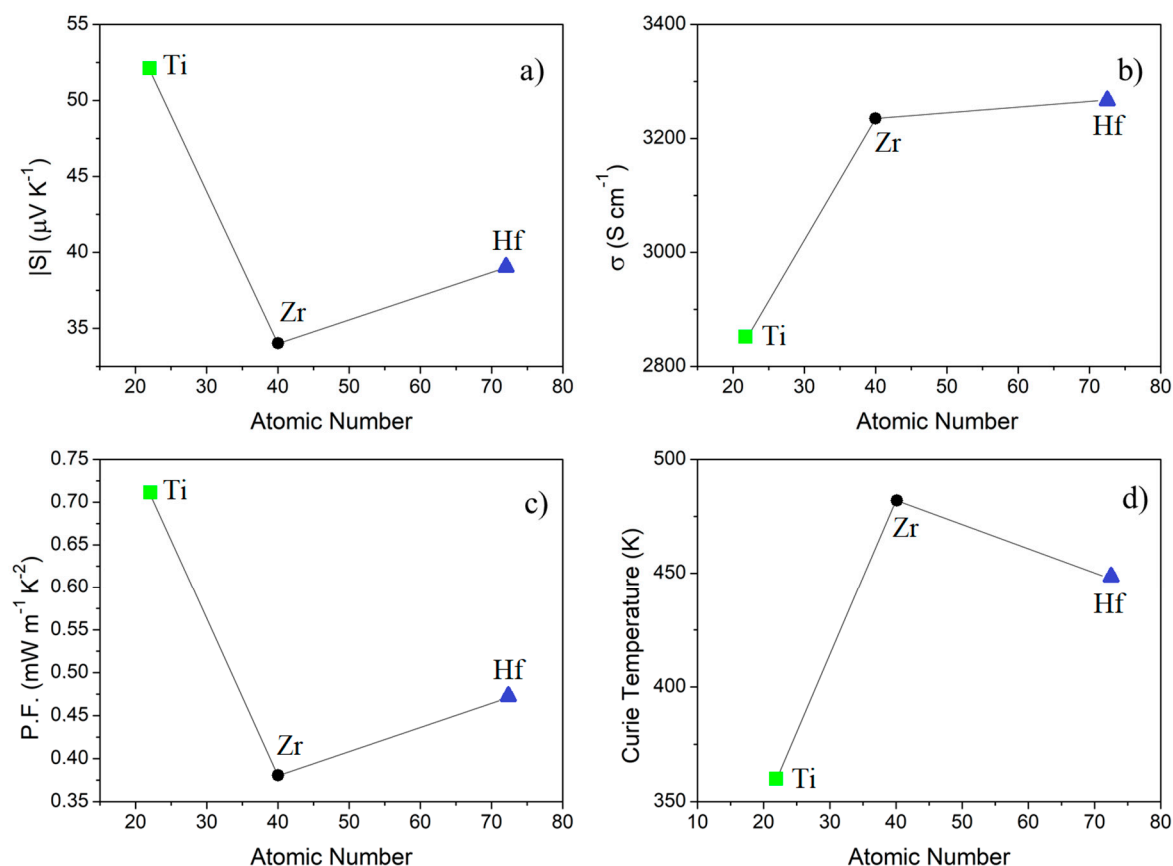 a)
|S| (μV K⁻¹)
55
50
45
40
35
Ti
Zr
Hf
20 30 40 50 60 70 80
Atomic Number
b)
σ (S cm⁻¹)
3400
3200
3000
2800
Ti
Zr
Hf
20 30 40 50 60 70 80
Atomic Number
c)
P.F. (mW m⁻¹ K⁻²)
0.75
0.70
0.65
0.60
0.55
0.50
0.45
0.40
0.35
Ti
Zr
Hf
20 30 40 50 60 70 80
Atomic Number
d)
Curie Temperature (K)
500
450
400
350
Ti
Zr
Hf
10 20 30 40 50 60 70 80
Atomic Number